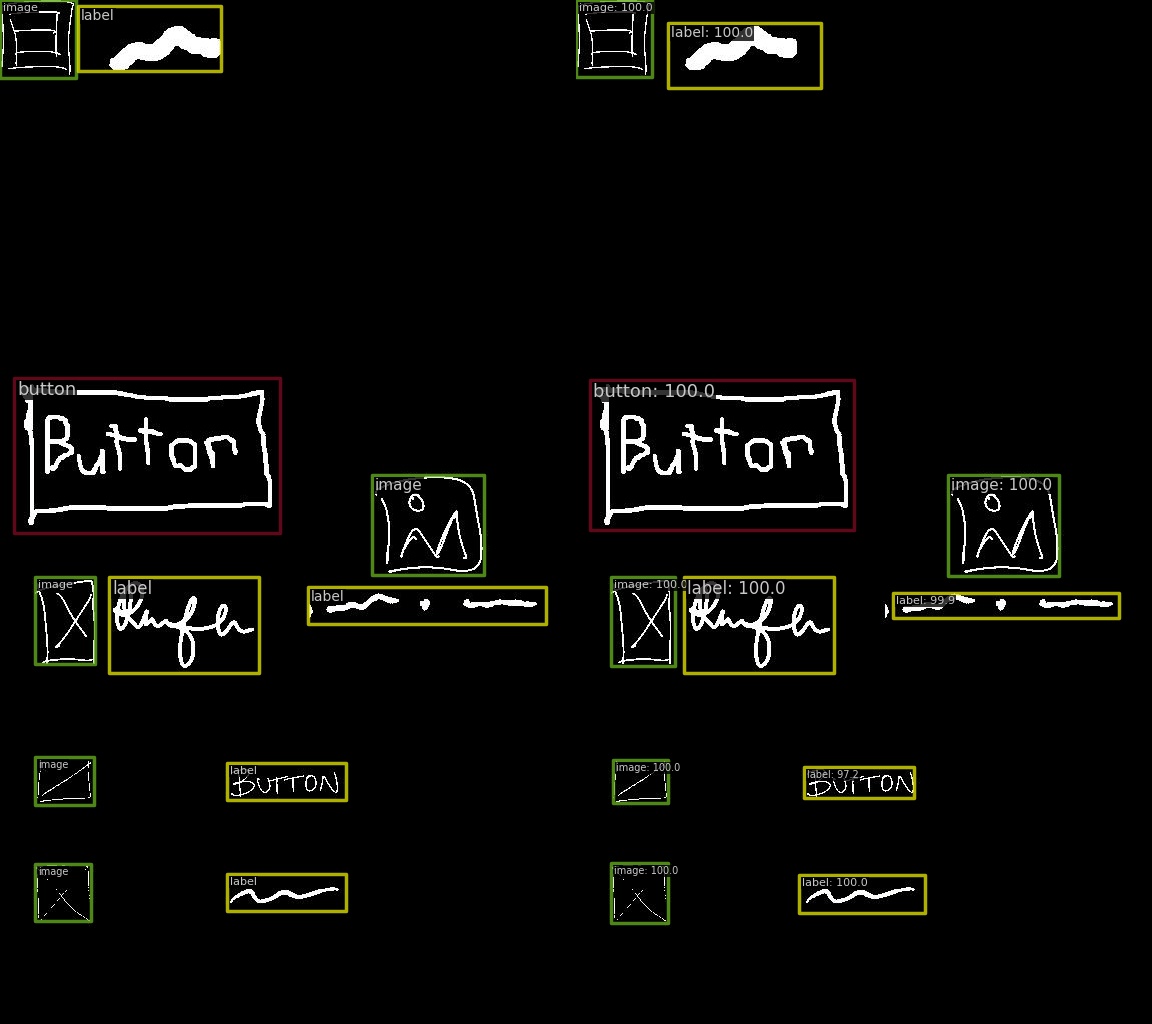 image label image: 100.0 label: 100.0
button button: 100.0
Button Button
image image: 100.0
image label label image: 100.0 label: 100.0 label: 99.9
image label image: 100.0 label: 97.2
BUTTON BUTTON
image label image: 100.0 label: 100.0